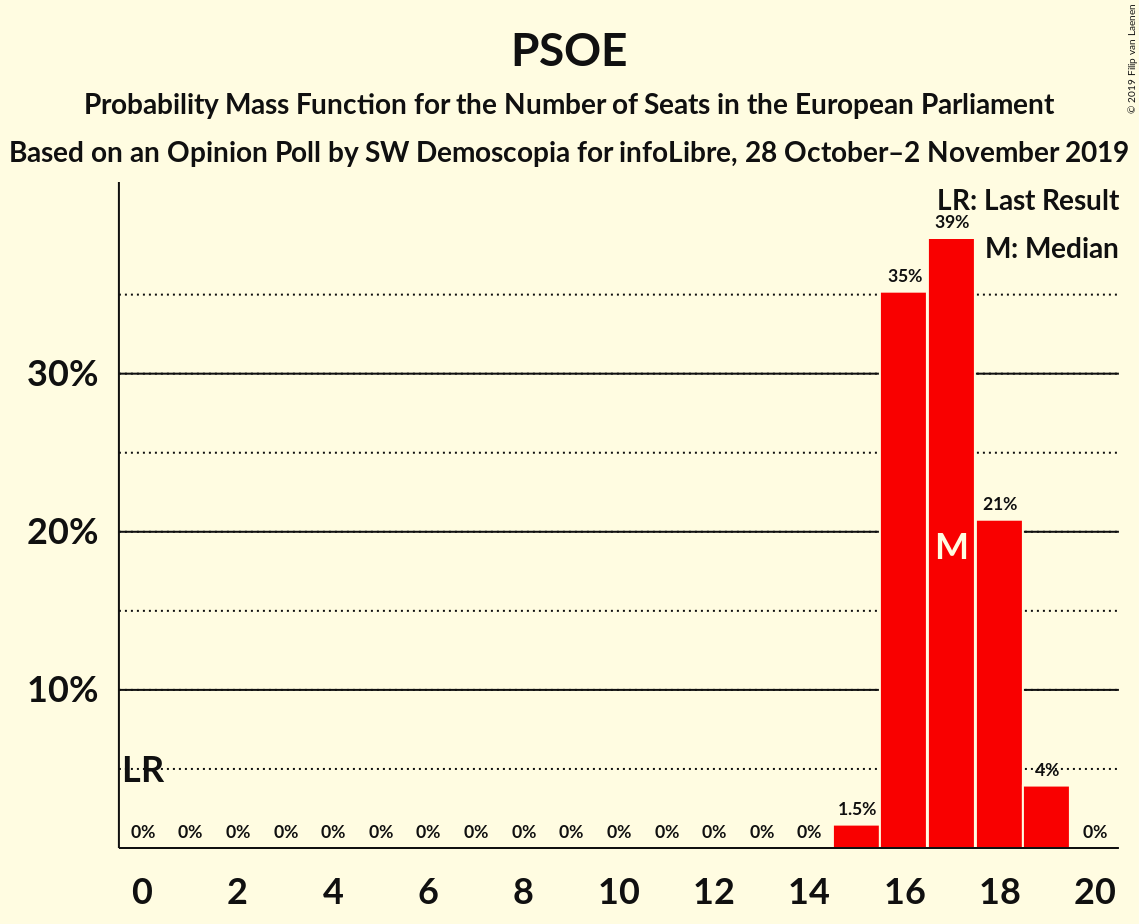 PSOE
Probability Mass Function for the Number of Seats in the European Parliament
Based on an Opinion Poll by SW Demoscopia for infoLibre, 28 October–2 November 2019
© 2019 Filip van Laenen
LR: Last Result
M: Median
39%
35%
30%
21%
20%
M
10%
LR
4%
1.5%
0% 0% 0% 0% 0% 0% 0% 0% 0% 0% 0% 0% 0% 0% 0% 0%
0 2 4 6 8 10 12 14 16 18 20